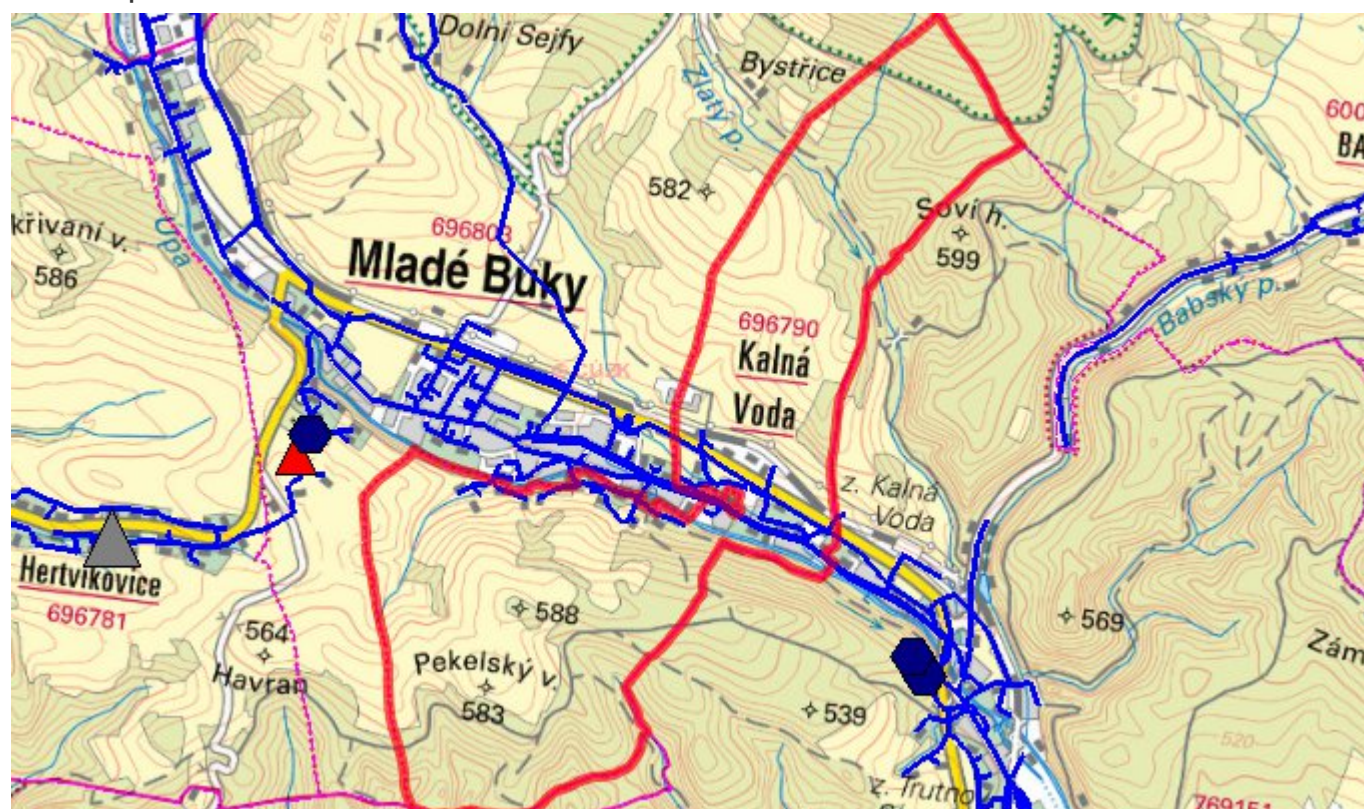 Dolní Sejfy
Bystřice
Zlatý p.
600
BA
582
Soví h.
599
křivaní v.
586
Úpa
696803
Mladé Buky
Babský p.
696790
Kalná
Voda
z. Kalná
Voda
Hertvíkovice
696781
588
569
564
Havran
Pekelský v.
583
539
Zám
520
z. Trutno
769151